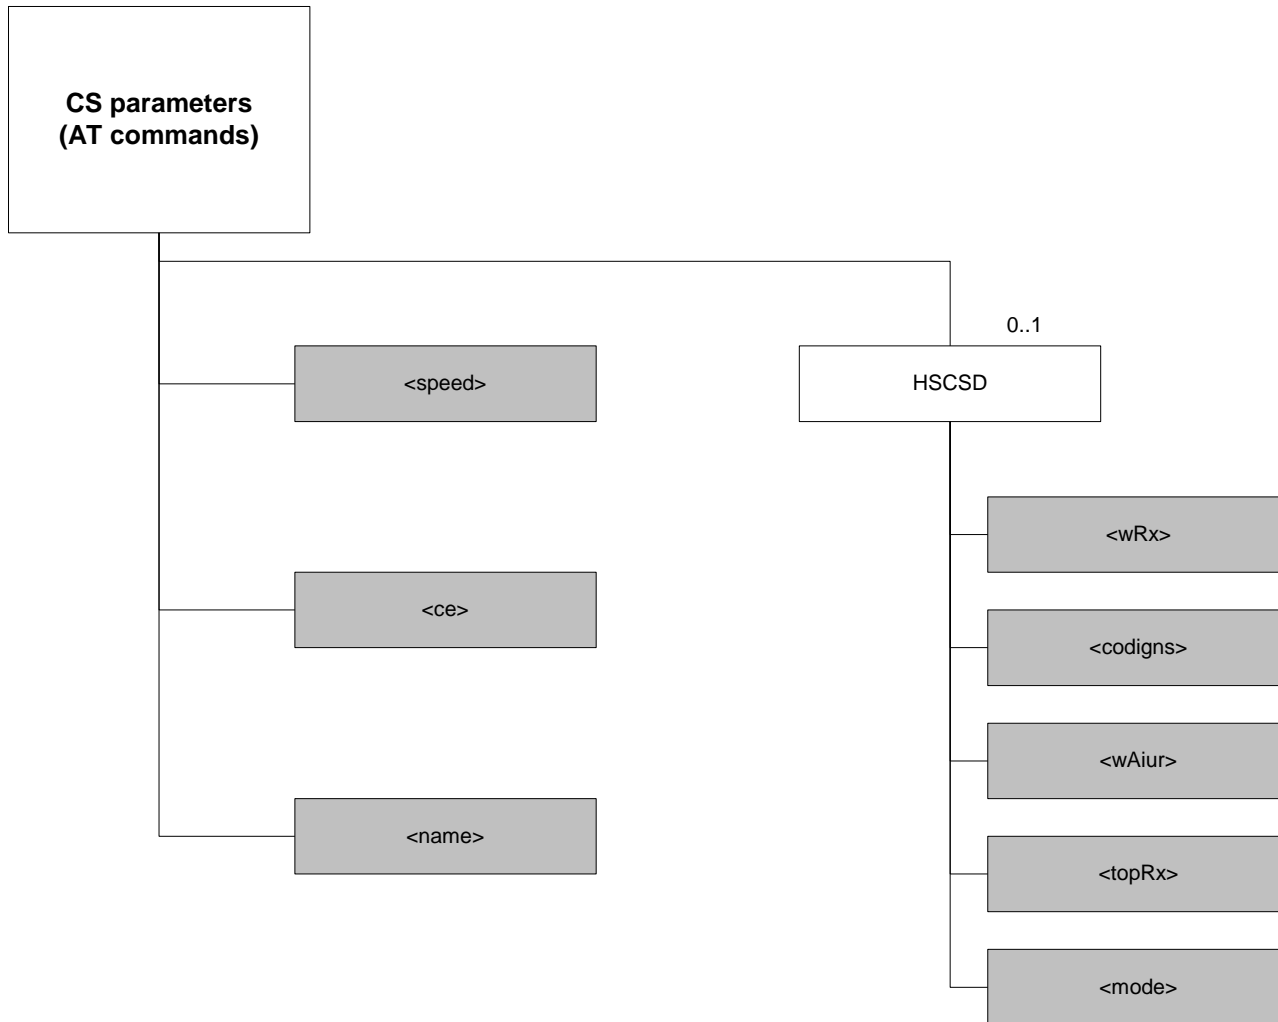 CS parameters
(AT commands)
0..1
<speed>
HSCSD
<wRx>
<ce>
<codigns>
<wAiur>
<name>
<topRx>
<mode>